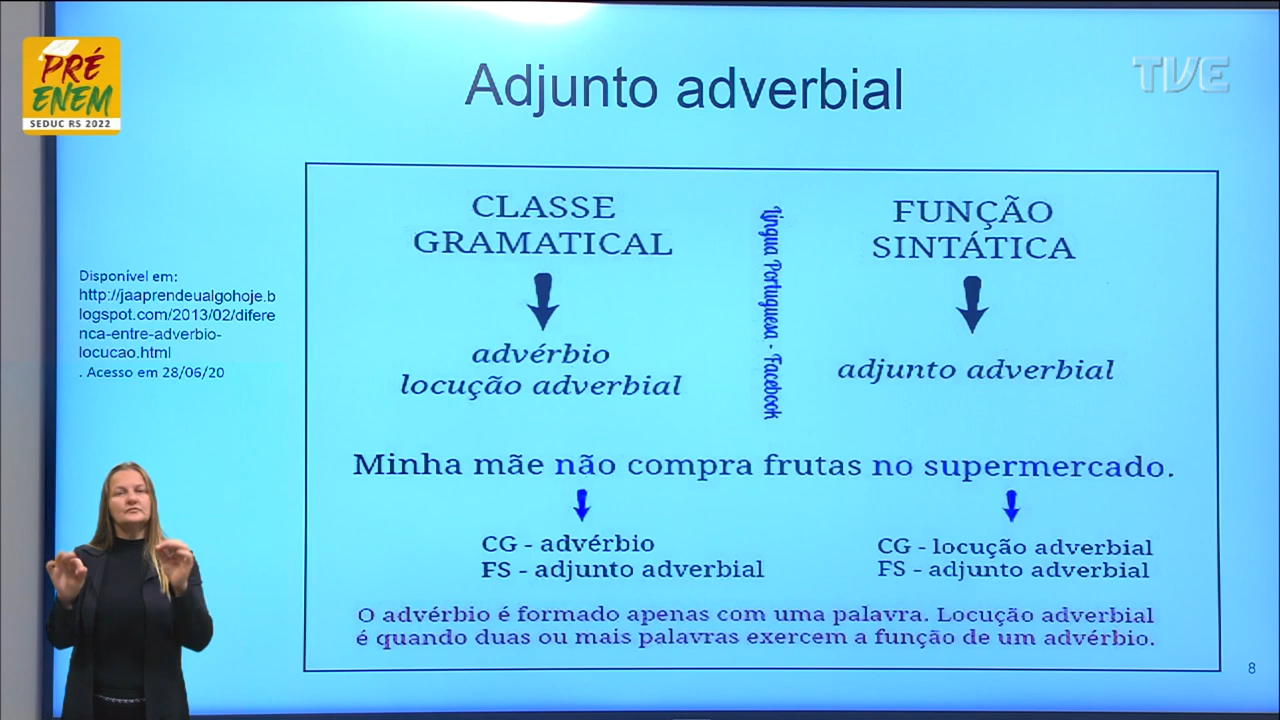 PRÉ
ENEM
SEDUC RS 2022
TVE
Adjunto adverbial
Disponível em:
http://jaaprendeualgohoje.b
logspot.com/2013/02/difere
nca-entre-adverbio-
locucao.html
. Acesso em 28/06/20
CLASSE
GRAMATICAL
advérbio
locução adverbial
Língua Portuguesa - Facebook
FUNÇÃO
SINTÁTICA
adjunto adverbial
Minha mãe não compra frutas no supermercado.
CG - advérbio
FS - adjunto adverbial
CG - locução adverbial
FS - adjunto adverbial
O advérbio é formado apenas com uma palavra. Locução adverbial
é quando duas ou mais palavras exercem a função de um advérbio.
8